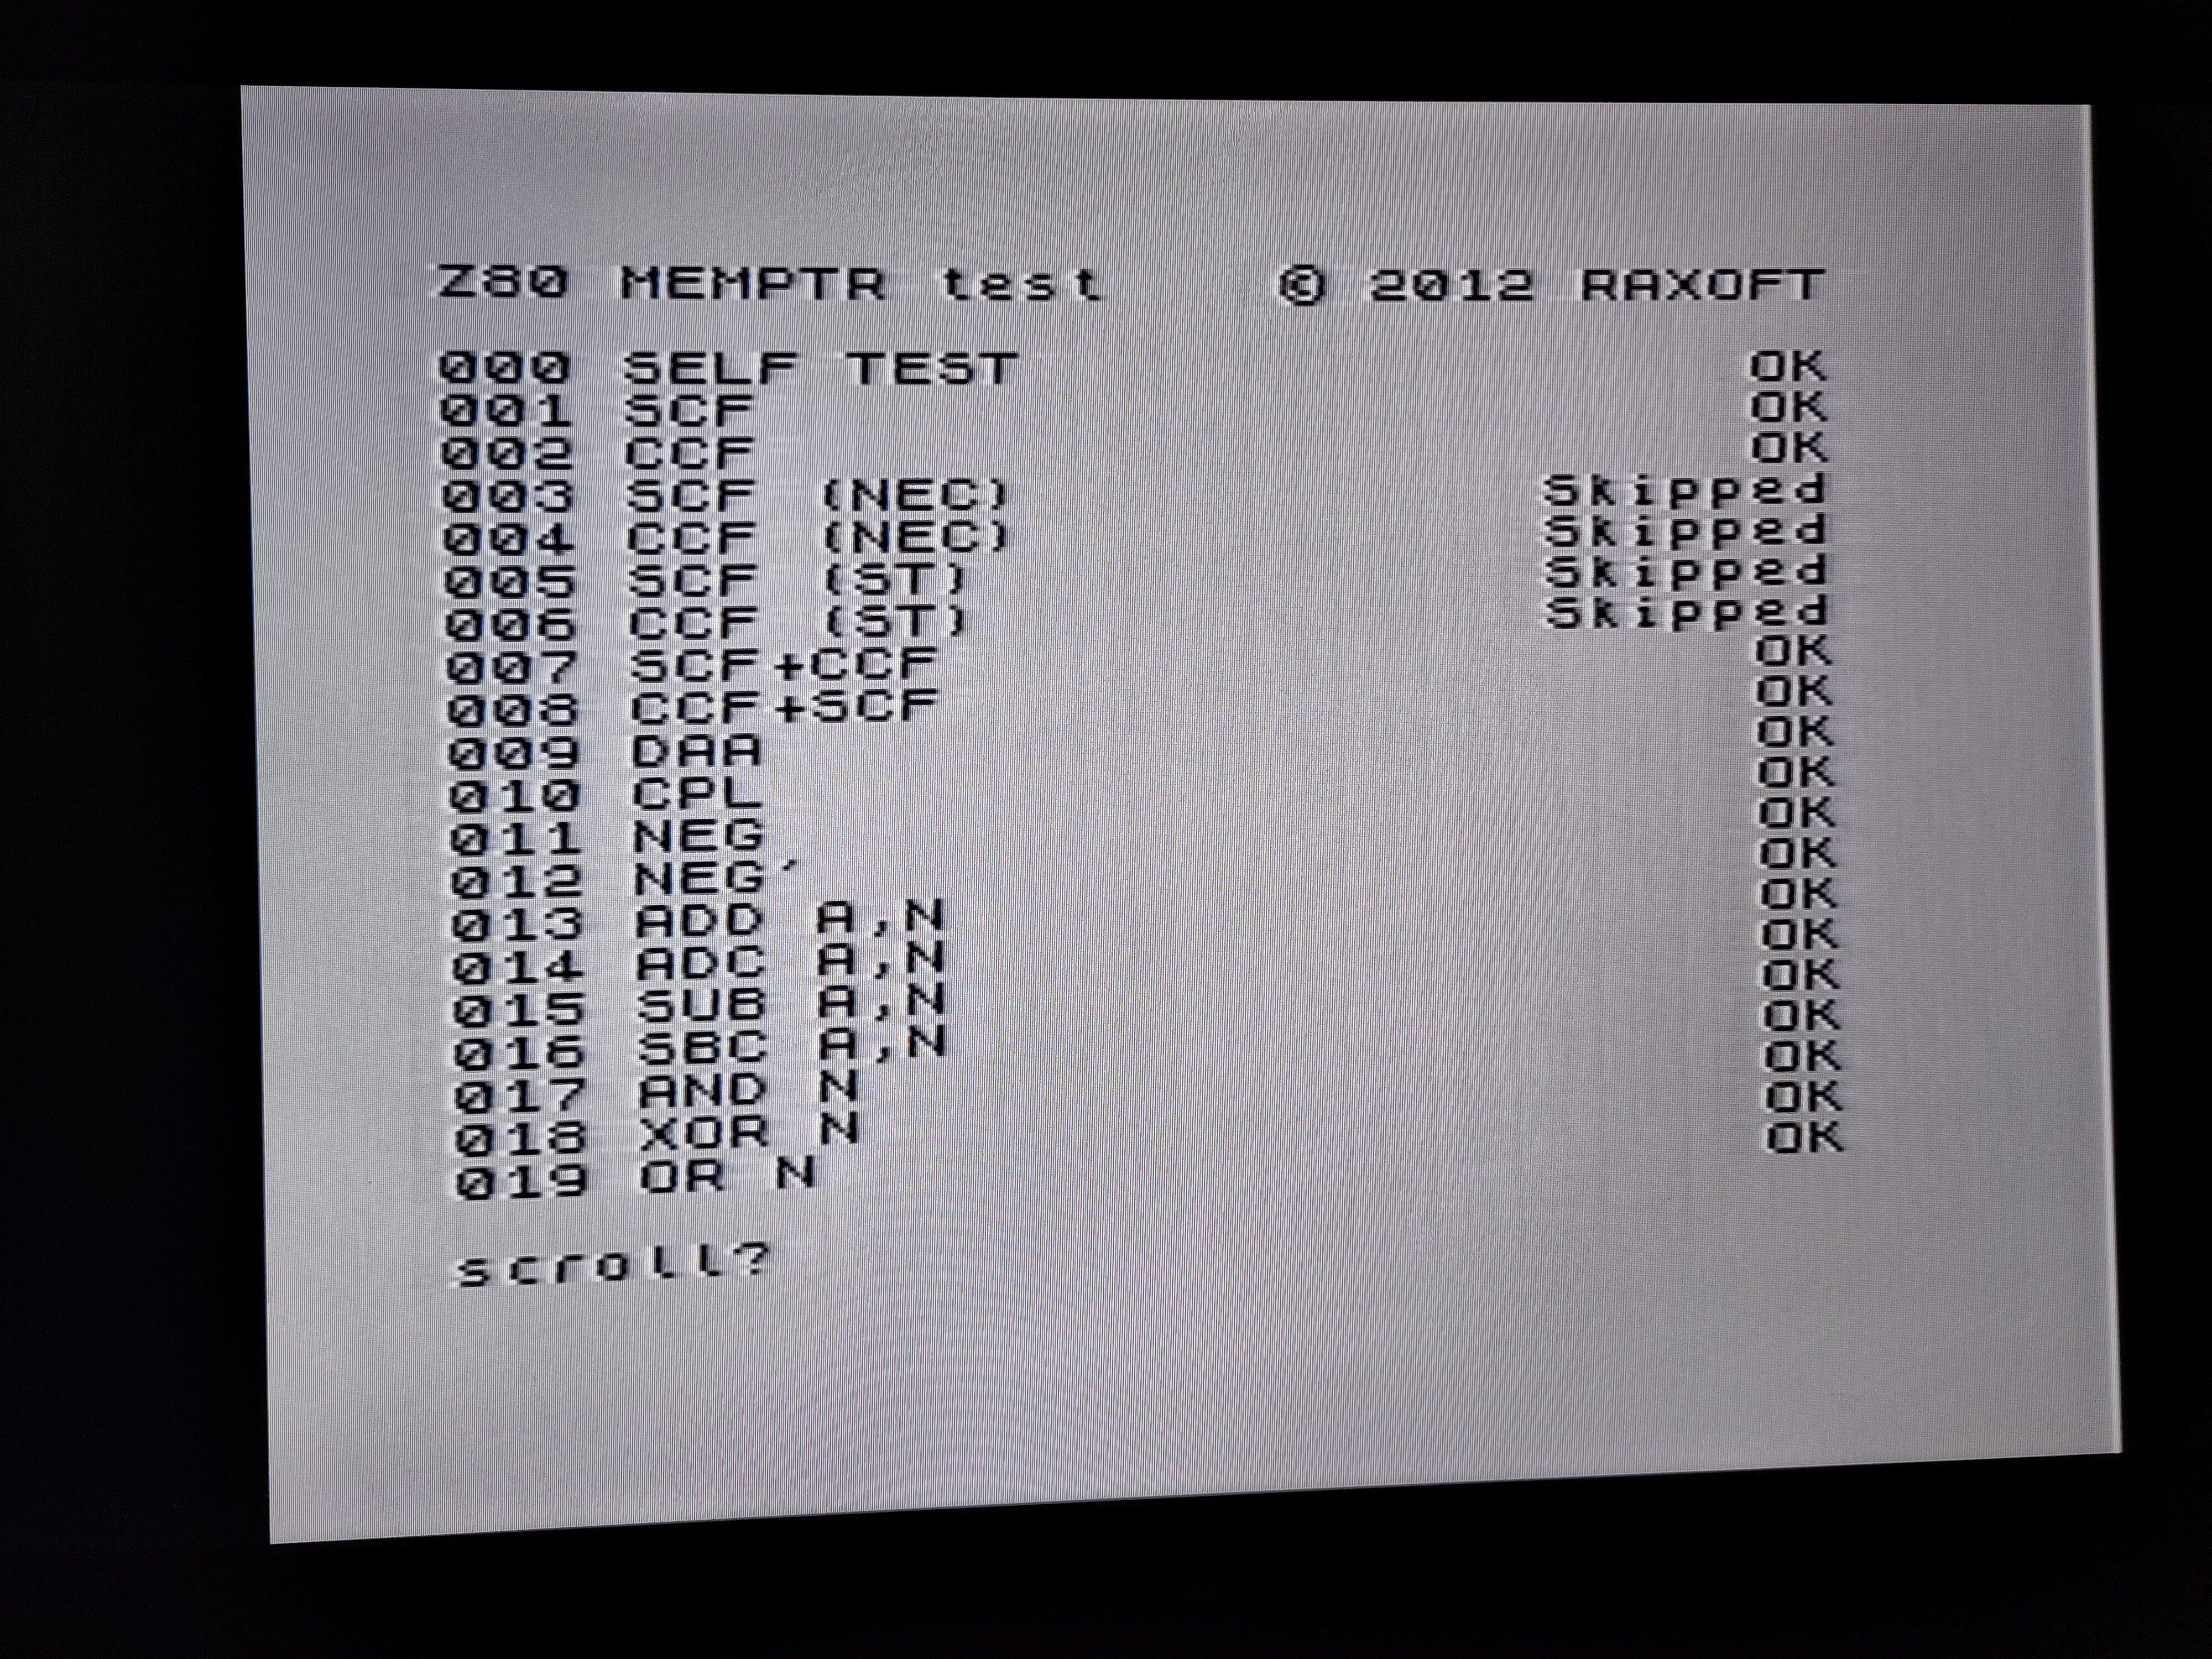 Z80 MEMPTR test © 2012 RAXOFT
000 SELF TEST OK
001 SCF OK
002 CCF OK
003 SCF (NEC) Skipped
004 CCF (NEC) Skipped
005 SCF (ST) Skipped
006 CCF (ST) Skipped
007 SCF+CCF OK
008 CCF+SCF OK
009 DAA OK
010 CPL OK
011 NEG OK
012 NEG' OK
013 ADD A,N OK
014 ADC A,N OK
015 SUB A,N OK
016 SBC A,N OK
017 AND N OK
018 XOR N OK
019 OR N OK
scroll?